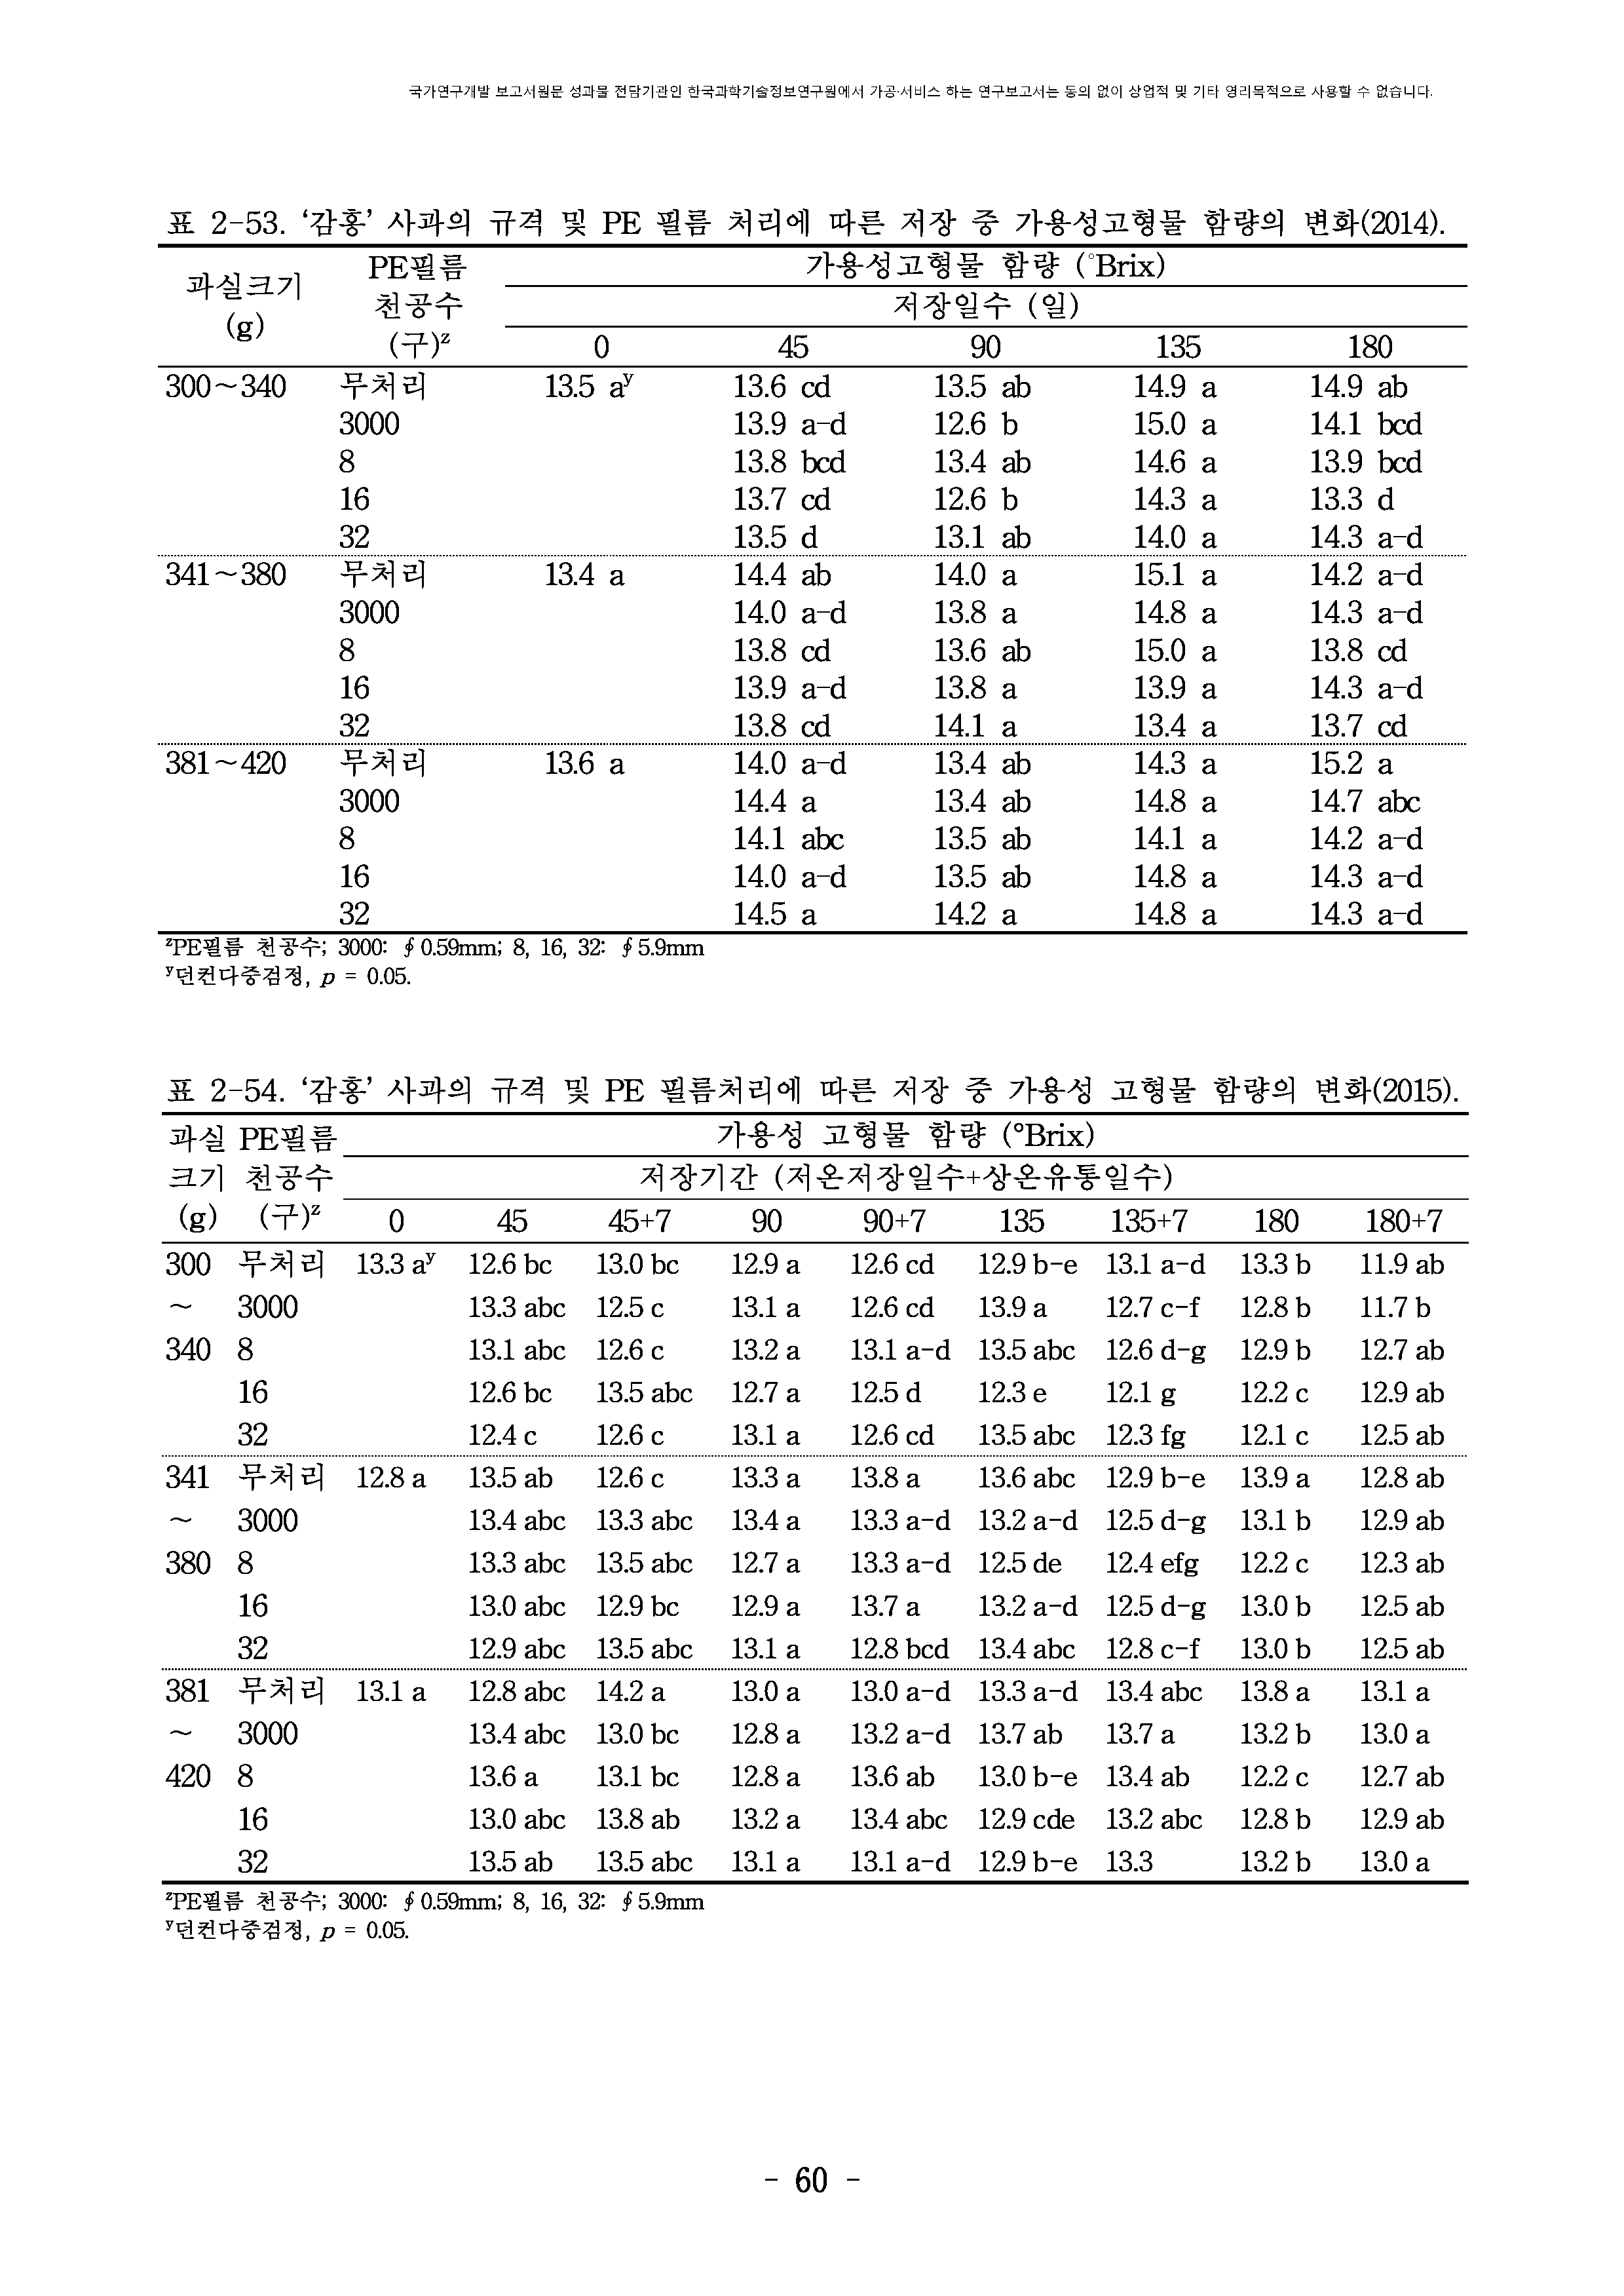 국가연구개발 보고서원문 성과물 전담기관인 한국과학기술정보연구원에서 가공·서비스 하는 연구보고서는 동의 없이 상업적 및 기타 영리목적으로 사용할 수 없습니다.
표 2-53. ‘감홍’ 사과의 규격 및 PE 필름 처리에 따른 저장 중 가용성고형물 함량의 변화(2014).
과실크기 (g) PE필름 천공수 (구)ᶻ 가용성고형물 함량 (°Brix)
저장일수 (일)
0 45 90 135 180
300~340 무처리 13.5 aʸ 13.6 cd 13.5 ab 14.9 a 14.9 ab
3000 13.9 a-d 12.6 b 15.0 a 14.1 bcd
8 13.8 bcd 13.4 ab 14.6 a 13.9 bcd
16 13.7 cd 12.6 b 14.3 a 13.3 d
32 13.5 d 13.1 ab 14.0 a 14.3 a-d
341~380 무처리 13.4 a 14.4 ab 14.0 a 15.1 a 14.2 a-d
3000 14.0 a-d 13.8 a 14.8 a 14.3 a-d
8 13.8 cd 13.6 ab 15.0 a 13.8 cd
16 13.9 a-d 13.8 a 13.9 a 14.3 a-d
32 13.8 cd 14.1 a 13.4 a 13.7 cd
381~420 무처리 13.6 a 14.0 a-d 13.4 ab 14.3 a 15.2 a
3000 14.4 a 13.4 ab 14.8 a 14.7 abc
8 14.1 abc 13.5 ab 14.1 a 14.2 a-d
16 14.0 a-d 13.5 ab 14.8 a 14.3 a-d
32 14.5 a 14.2 a 14.8 a 14.3 a-d
ᶻPE필름 천공수; 3000: ∮0.59mm; 8, 16, 32: ∮5.9mm
ʸ던컨다중검정, p = 0.05.
표 2-54. ‘감홍’ 사과의 규격 및 PE 필름처리에 따른 저장 중 가용성 고형물 함량의 변화(2015).
과실 PE필름 가용성 고형물 함량 (°Brix)
크기 천공수 저장기간 (저온저장일수+상온유통일수)
(g) (구)ᶻ 0 45 45+7 90 90+7 135 135+7 180 180+7
300 무처리 13.3 aʸ 12.6 bc 13.0 bc 12.9 a 12.6 cd 12.9 b-e 13.1 a-d 13.3 b 11.9 ab
~ 3000 13.3 abc 12.5 c 13.1 a 12.6 cd 13.9 a 12.7 c-f 12.8 b 11.7 b
340 8 13.1 abc 12.6 c 13.2 a 13.1 a-d 13.5 abc 12.6 d-g 12.9 b 12.7 ab
16 12.6 bc 13.5 abc 12.7 a 12.5 d 12.3 e 12.1 g 12.2 c 12.9 ab
32 12.4 c 12.6 c 13.1 a 12.6 cd 13.5 abc 12.3 fg 12.1 c 12.5 ab
341 무처리 12.8 a 13.5 ab 12.6 c 13.3 a 13.8 a 13.6 abc 12.9 b-e 13.9 a 12.8 ab
~ 3000 13.4 abc 13.3 abc 13.4 a 13.3 a-d 13.2 a-d 12.5 d-g 13.1 b 12.9 ab
380 8 13.3 abc 13.5 abc 12.7 a 13.3 a-d 12.5 de 12.4 efg 12.2 c 12.3 ab
16 13.0 abc 12.9 bc 12.9 a 13.7 a 13.2 a-d 12.5 d-g 13.0 b 12.5 ab
32 12.9 abc 13.5 abc 13.1 a 12.8 bcd 13.4 abc 12.8 c-f 13.0 b 12.5 ab
381 무처리 13.1 a 12.8 abc 14.2 a 13.0 a 13.0 a-d 13.3 a-d 13.4 abc 13.8 a 13.1 a
~ 3000 13.4 abc 13.0 bc 12.8 a 13.2 a-d 13.7 ab 13.7 a 13.2 b 13.0 a
420 8 13.6 a 13.1 bc 12.8 a 13.6 ab 13.0 b-e 13.4 ab 12.2 c 12.7 ab
16 13.0 abc 13.8 ab 13.2 a 13.4 abc 12.9 cde 13.2 abc 12.8 b 12.9 ab
32 13.5 ab 13.5 abc 13.1 a 13.1 a-d 12.9 b-e 13.3 13.2 b 13.0 a
ᶻPE필름 천공수; 3000: ∮0.59mm; 8, 16, 32: ∮5.9mm
ʸ던컨다중검정, p = 0.05.
- 60 -